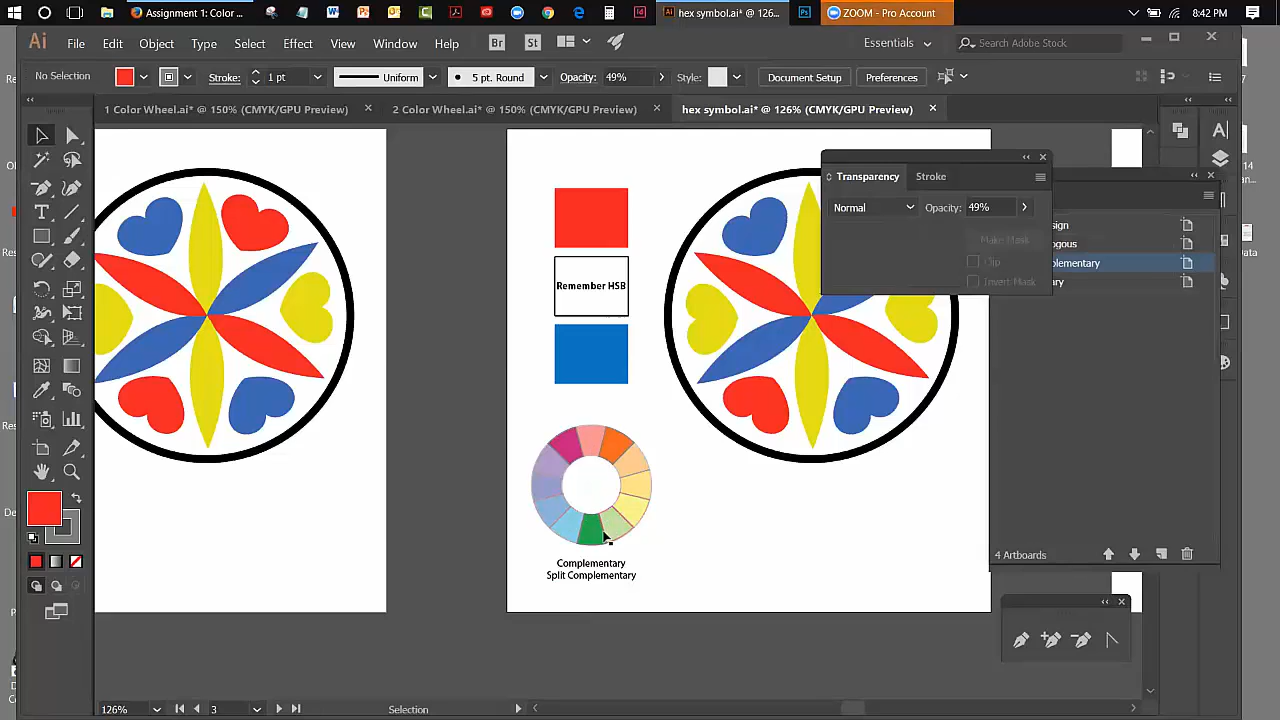 Assignment 1: Color ...
hex symbol.ai* @ 126...
ZOOM - Pro Account
8:42 PM
Ai
File
Edit
Object
Type
Select
Effect
View
Window
Help
Br
St
Essentials
Search Adobe Stock
No Selection
Stroke:
1 pt
Uniform
5 pt. Round
Opacity:
49%
Style:
Document Setup
Preferences
1 Color Wheel.ai* @ 150% (CMYK/GPU Preview)
2 Color Wheel.ai* @ 150% (CMYK/GPU Preview)
hex symbol.ai* @ 126% (CMYK/GPU Preview)
Transparency
Stroke
Normal
Opacity:
49%
Make Mask
Clip
Invert Mask
sign
ogous
plementary
ary
Remember HSB
Complementary
Split Complementary
4 Artboards
126%
3
Selection